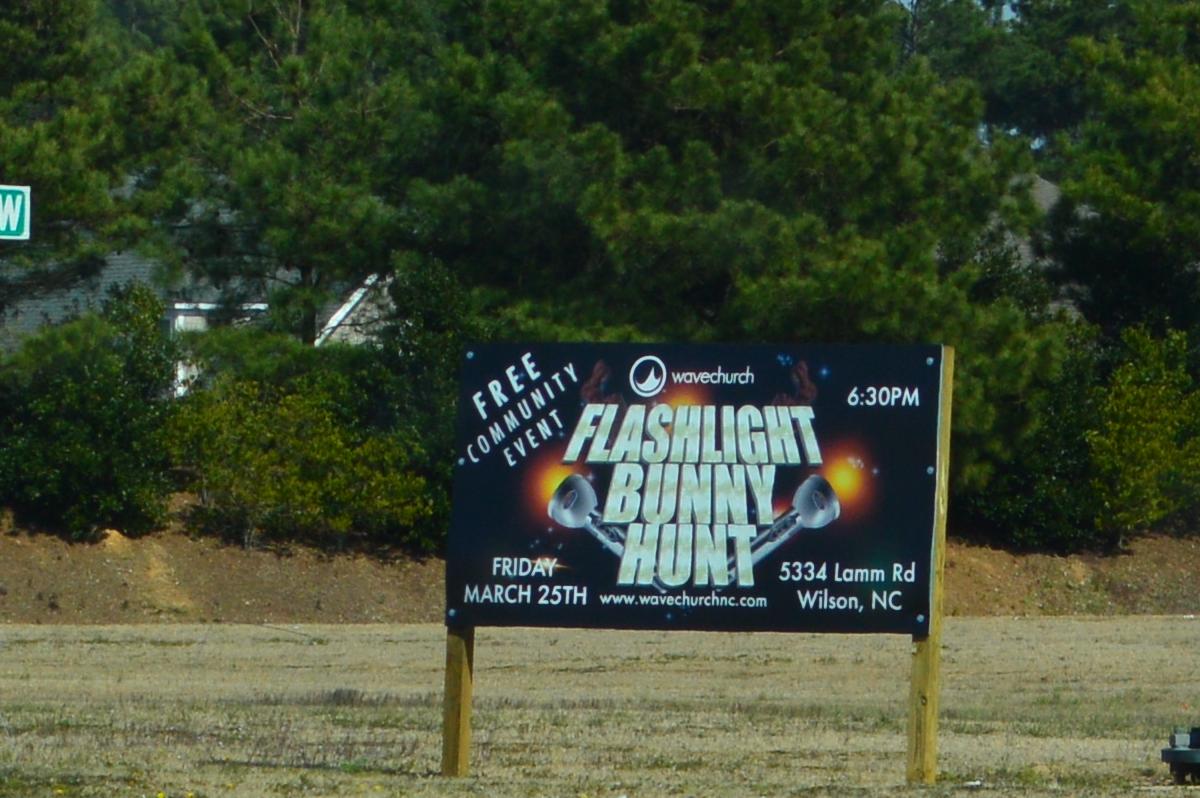 W
FREE
COMMUNITY
EVENT
wavechurch
6:30PM
FLASHLIGHT
BUNNY
HUNT
FRIDAY
MARCH 25TH
www.wavechurchnc.com
5334 Lamm Rd
Wilson, NC